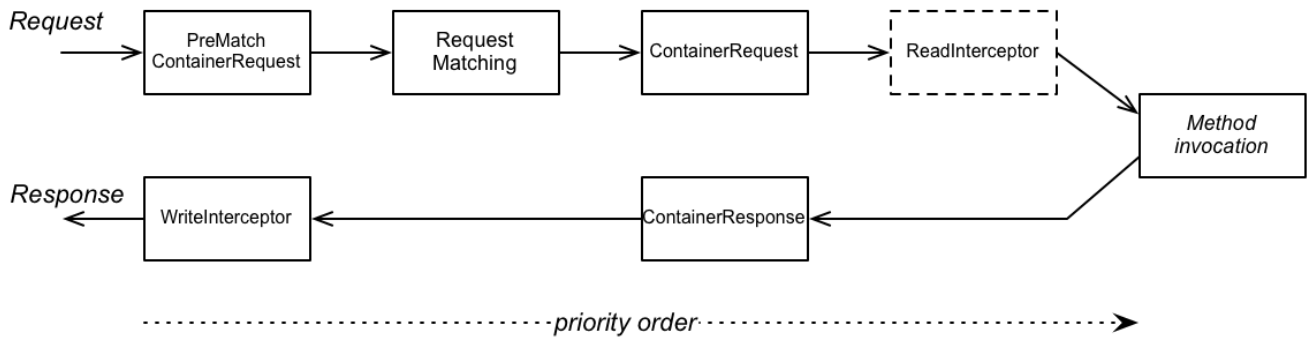 Request
PreMatch
ContainerRequest
Request
Matching
ContainerRequest
ReadInterceptor
Method
invocation
Response
WriteInterceptor
ContainerResponse
priority order